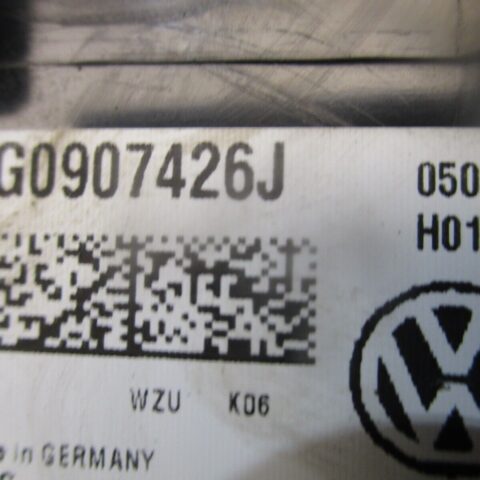 G0907426J 050
H01
WZU K06
in GERMANY